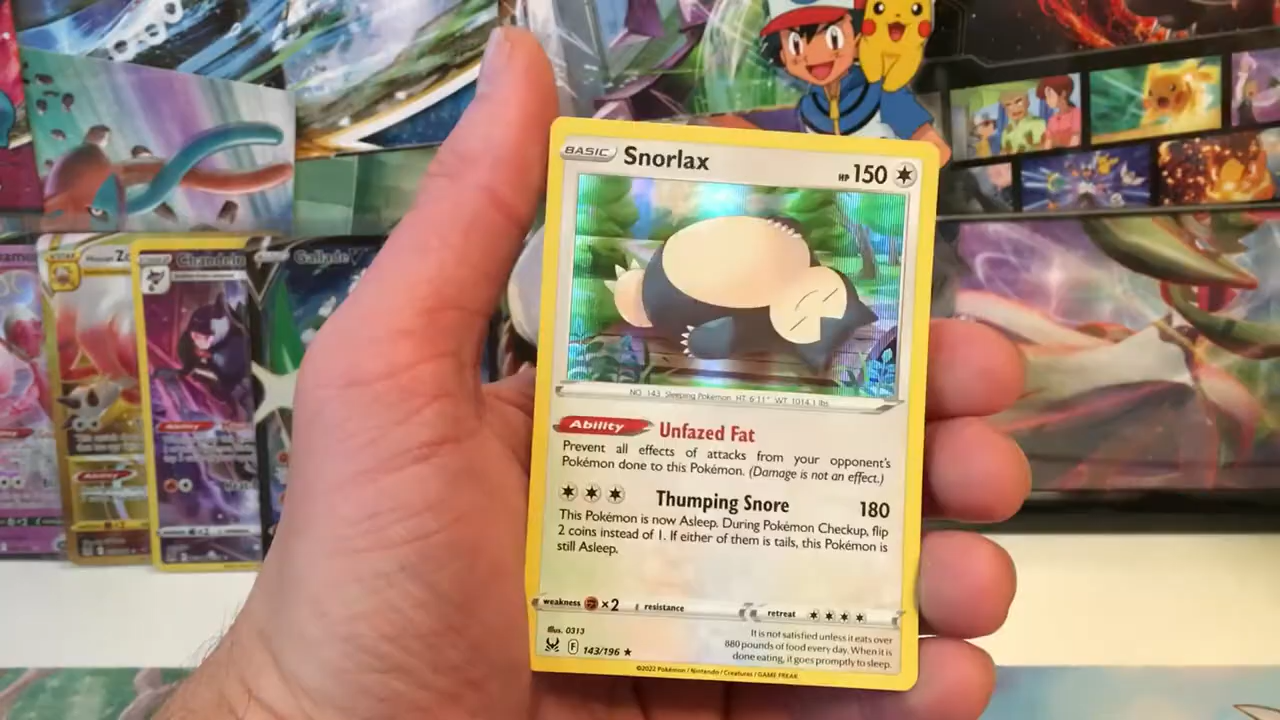 BASIC Snorlax HP 150
NO. 143 Sleeping Pokémon HT: 6'11" WT: 1014.1 lbs.
Ability Unfazed Fat
Prevent all effects of attacks from your opponent's
Pokémon done to this Pokémon. (Damage is not an effect.)
Thumping Snore 180
This Pokémon is now Asleep. During Pokémon Checkup, flip
2 coins instead of 1. If either of them is tails, this Pokémon is
still Asleep.
weakness ×2 resistance retreat
Illus. 0313
F 143/196
It is not satisfied unless it eats over
880 pounds of food every day. When it is
done eating, it goes promptly to sleep.
©2022 Pokémon / Nintendo / Creatures / GAME FREAK
Gallade
Ability
Ability
×2
×2